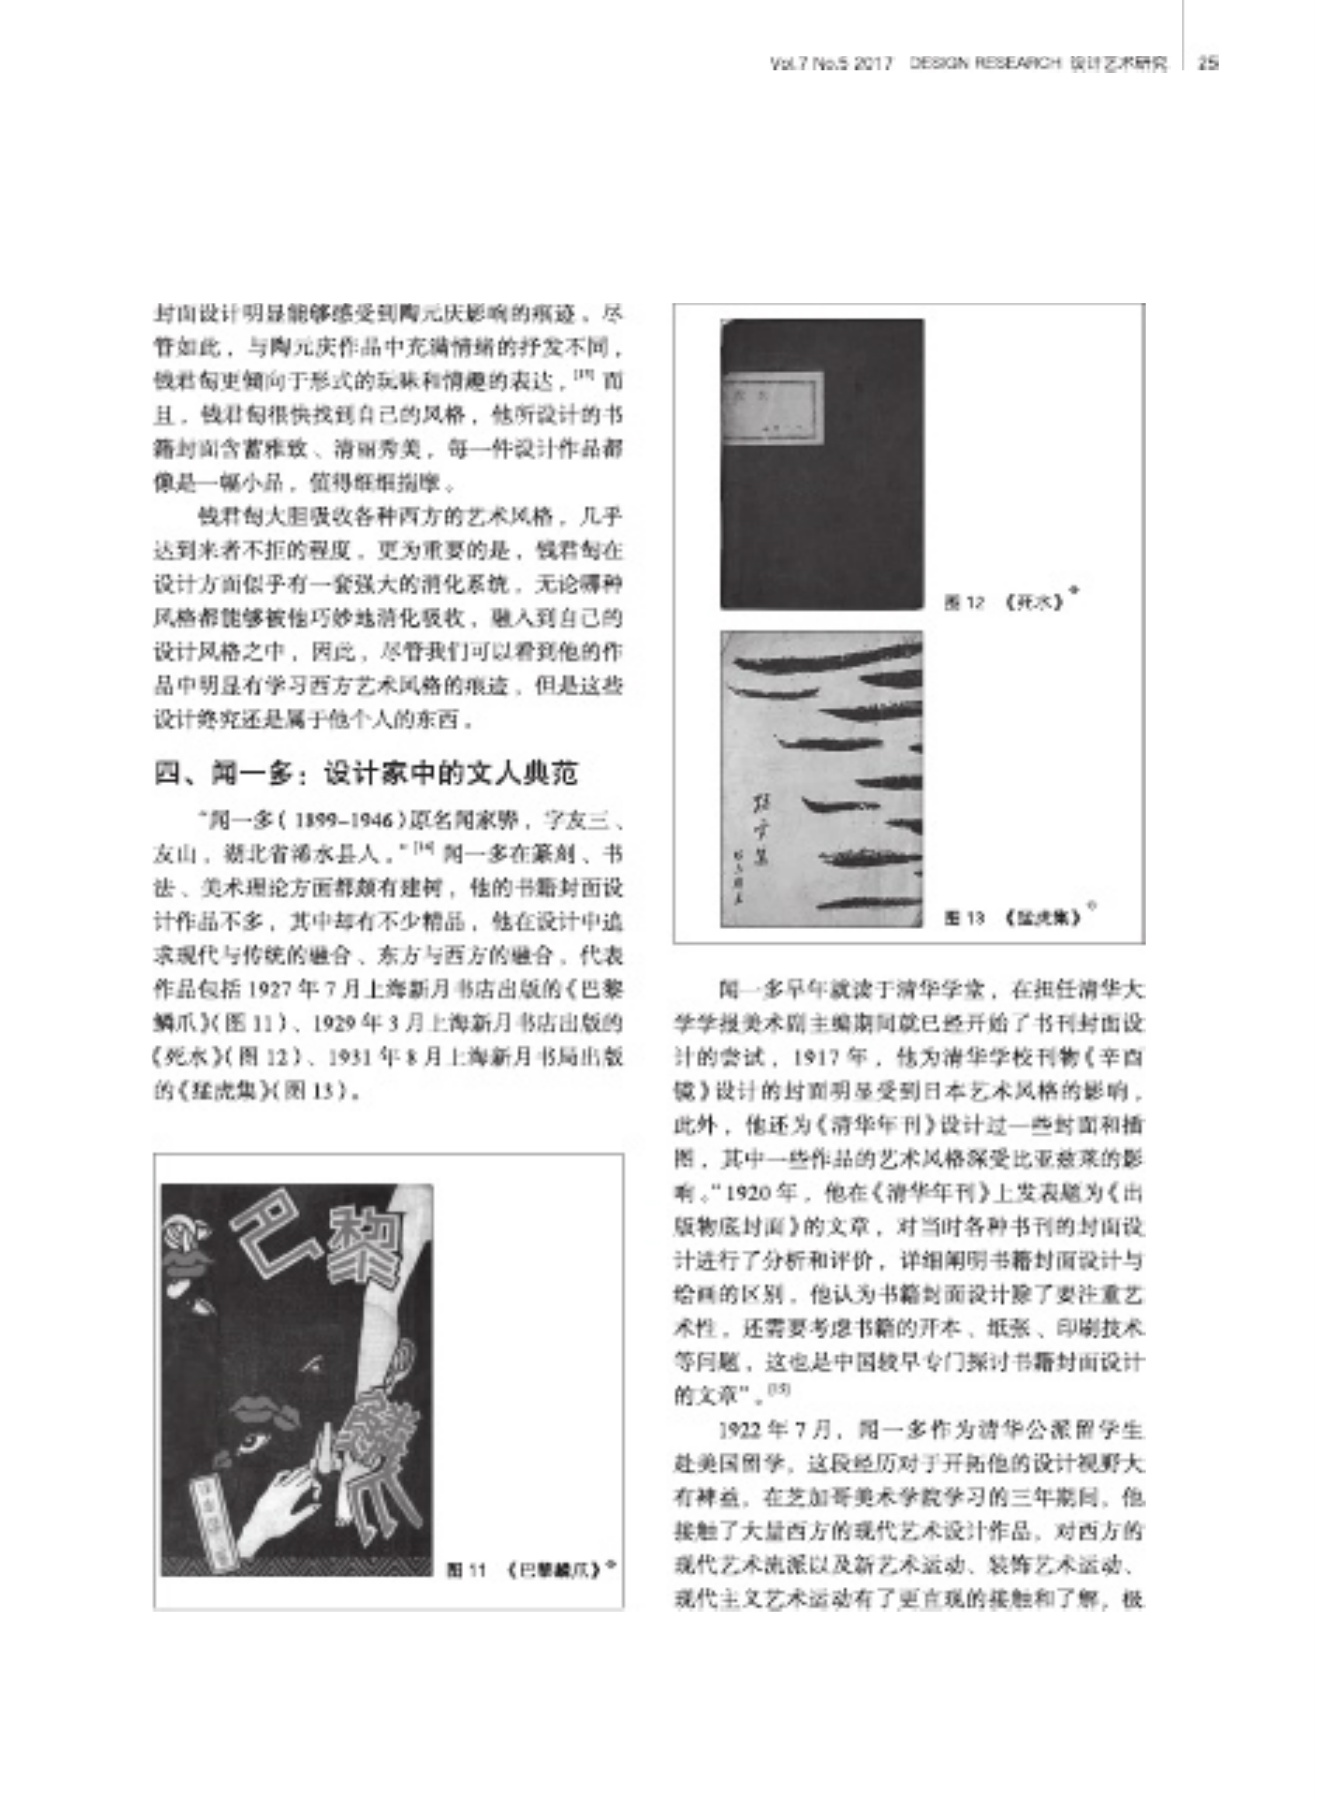 Vol.7 No.5 2017 DESIGN RESEARCH 设计艺术研究 25
封面设计明显能够感受到陶元庆影响的痕迹。尽
管如此，与陶元庆作品中充满情绪的抒发不同，
钱君匋更倾向于形式的玩味和情趣的表达，[13] 而
且，钱君匋很快找到自己的风格，他所设计的书
籍封面含蓄雅致、清丽秀美，每一件设计作品都
像是一幅小品，值得细细揣摩。
钱君匋大胆吸收各种西方的艺术风格，几乎
达到来者不拒的程度。更为重要的是，钱君匋在
设计方面似乎有一套强大的消化系统，无论哪种
风格都能够被他巧妙地消化吸收，融入到自己的
设计风格之中，因此，尽管我们可以看到他的作
品中明显有学习西方艺术风格的痕迹，但是这些
设计终究还是属于他个人的东西。
四、闻一多：设计家中的文人典范
“闻一多（1899–1946）原名闻家骅，字友三、
友山，湖北省浠水县人。”[14] 闻一多在篆刻、书
法、美术理论方面都颇有建树，他的书籍封面设
计作品不多，其中却有不少精品，他在设计中追
求现代与传统的融合、东方与西方的融合，代表
作品包括 1927 年 7 月上海新月书店出版的《巴黎
鳞爪》（图 11）、1929 年 3 月上海新月书店出版的
《死水》（图 12）、1931 年 8 月上海新月书局出版
的《猛虎集》（图 13）。
巴黎
鳞爪
图 11 《巴黎鳞爪》
图 12 《死水》
猛虎集
图 13 《猛虎集》
闻一多早年就读于清华学堂，在担任清华大
学学报美术副主编期间就已经开始了书刊封面设
计的尝试，1917 年，他为清华学校刊物《辛酉
镜》设计的封面明显受到日本艺术风格的影响，
此外，他还为《清华年刊》设计过一些封面和插
图，其中一些作品的艺术风格深受比亚兹莱的影
响。“1920 年，他在《清华年刊》上发表题为《出
版物底封面》的文章，对当时各种书刊的封面设
计进行了分析和评价，详细阐明书籍封面设计与
绘画的区别，他认为书籍封面设计除了要注重艺
术性，还需要考虑书籍的开本、纸张、印刷技术
等问题，这也是中国较早专门探讨书籍封面设计
的文章”。[15]
1922 年 7 月，闻一多作为清华公派留学生
赴美国留学，这段经历对于开拓他的设计视野大
有裨益，在芝加哥美术学院学习的三年期间，他
接触了大量西方的现代艺术设计作品，对西方的
现代艺术流派以及新艺术运动、装饰艺术运动、
现代主义艺术运动有了更直观的接触和了解，极